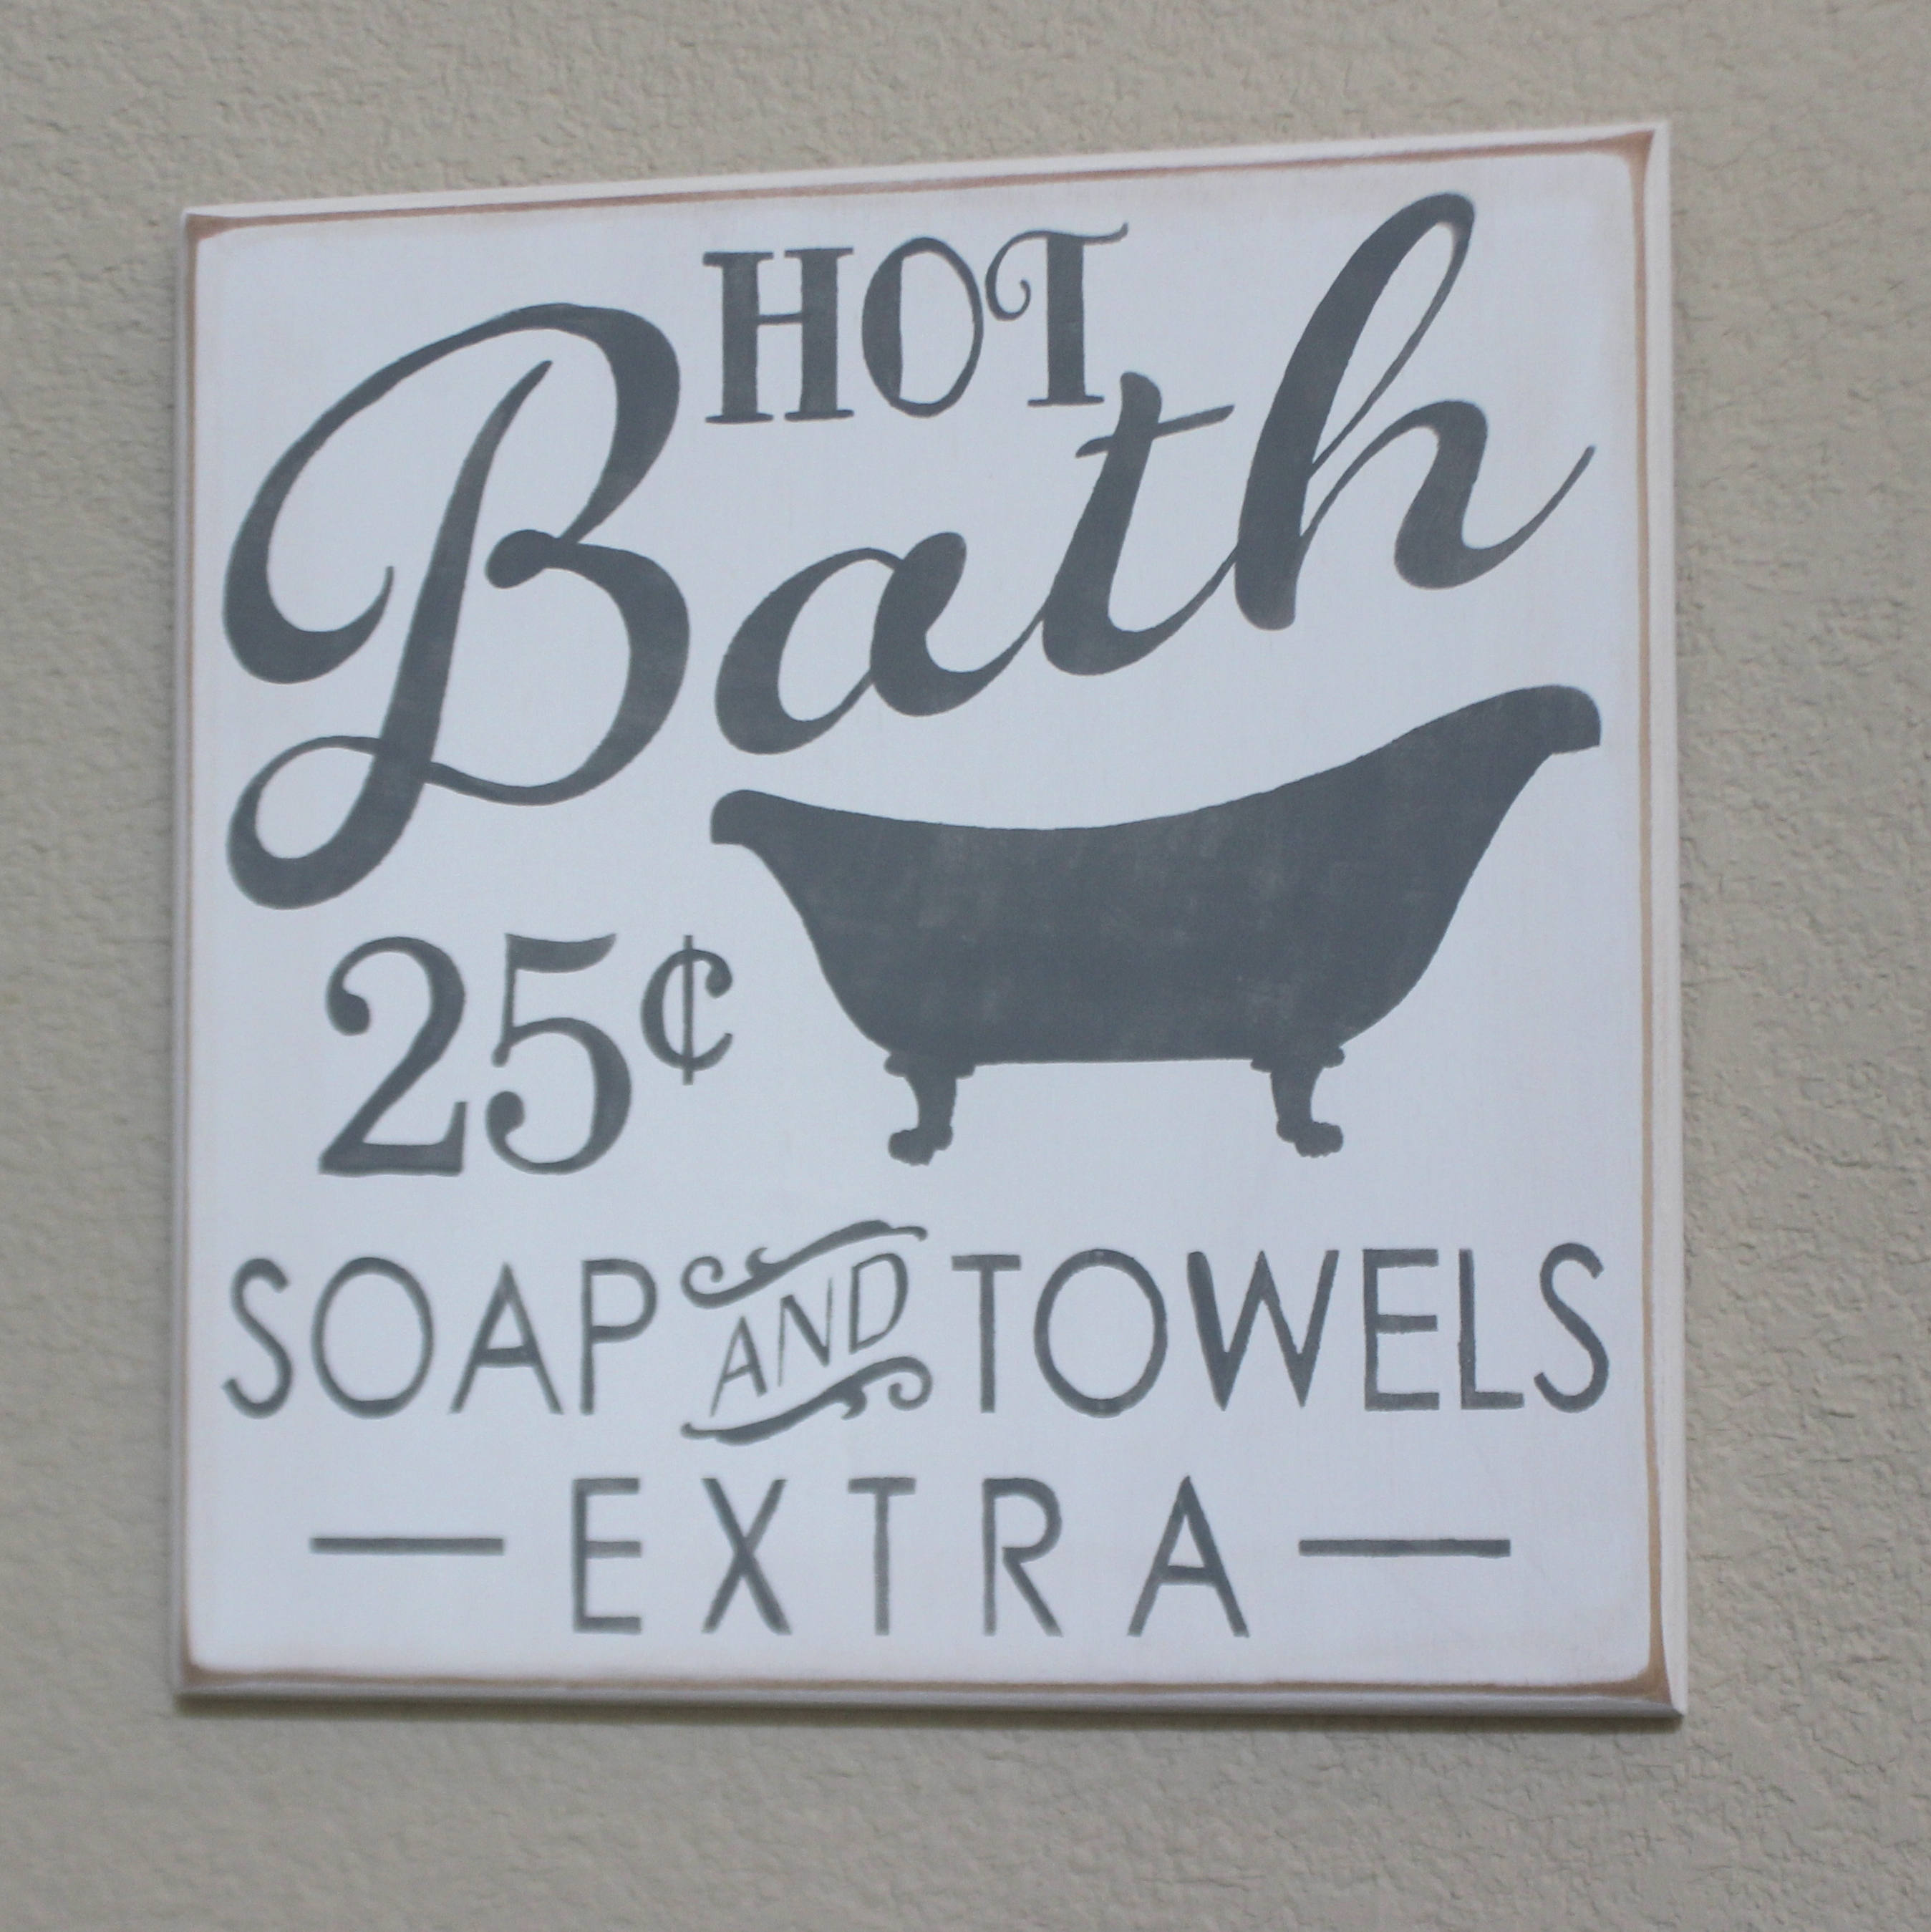 HOT
Bath
25¢
SOAP AND TOWELS
— EXTRA —